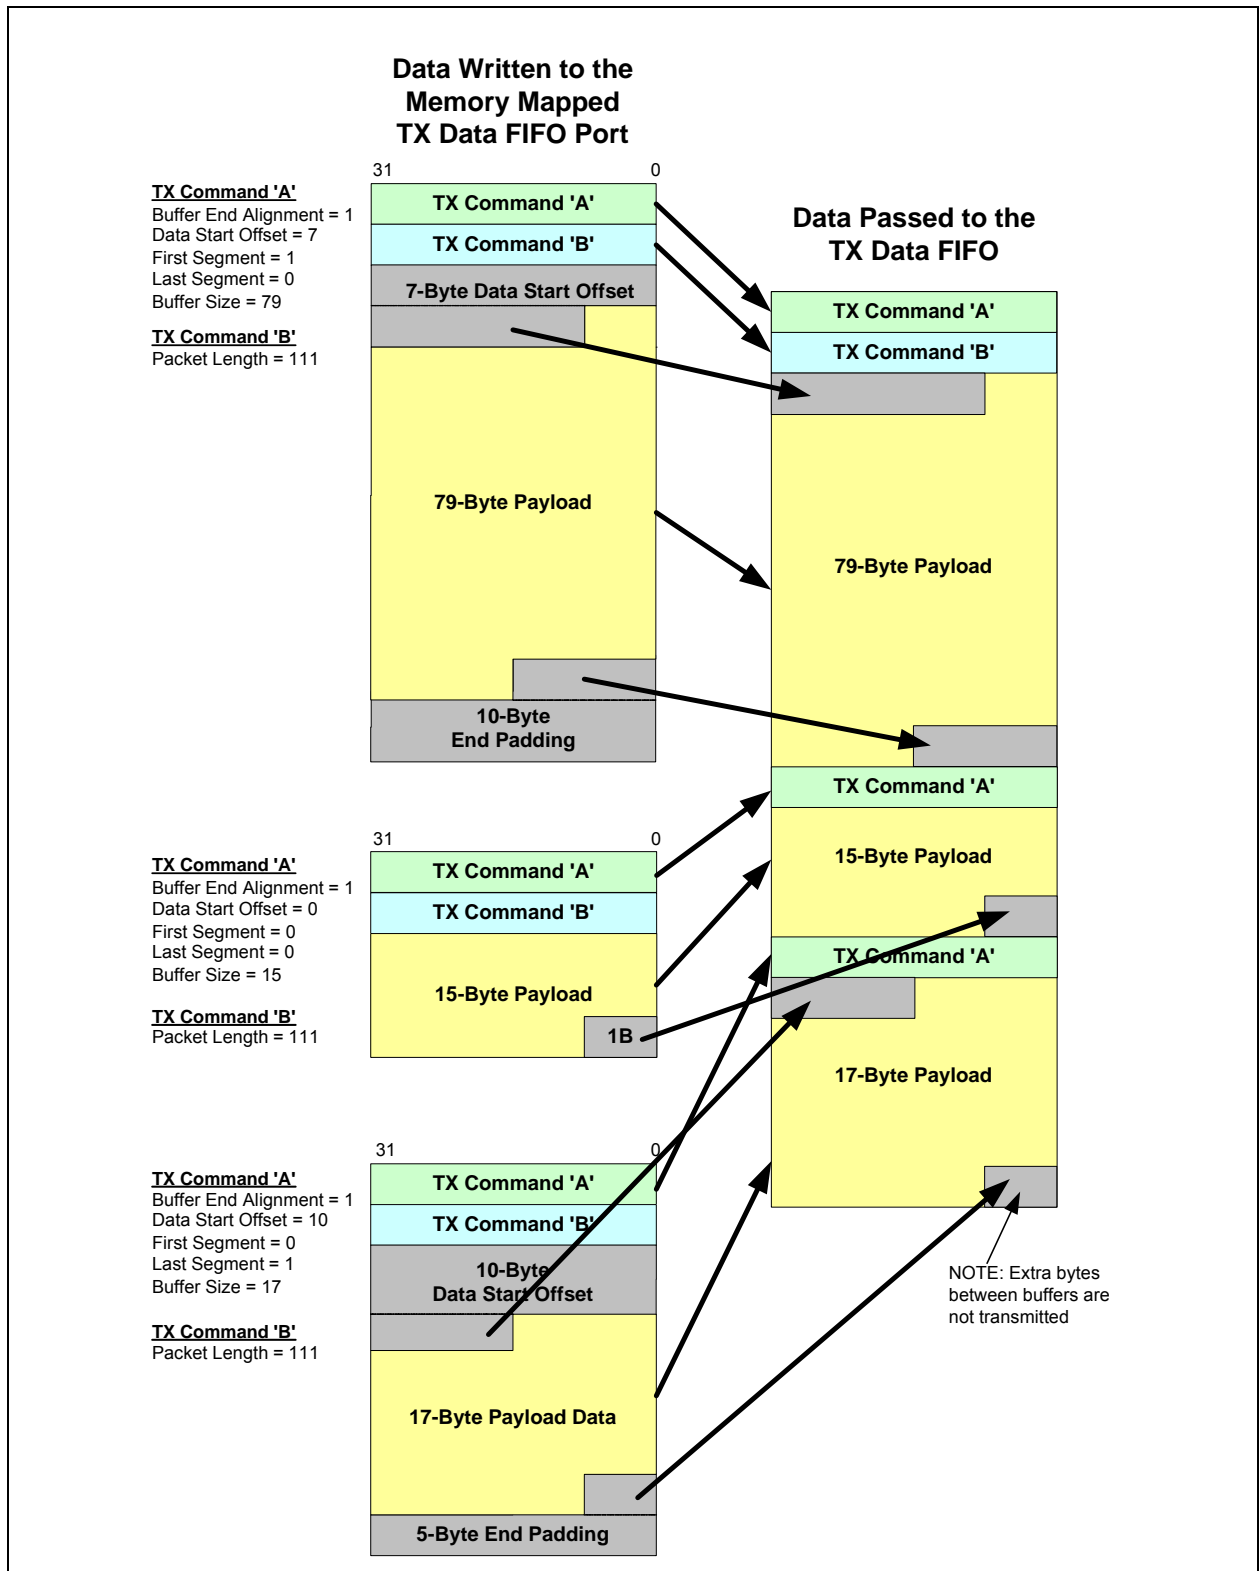 Data Written to the
Memory Mapped
TX Data FIFO Port
31 0
TX Command 'A'
Buffer End Alignment = 1
Data Start Offset = 7
First Segment = 1
Last Segment = 0
Buffer Size = 79
TX Command 'B'
Packet Length = 111
TX Command 'A'
TX Command 'B'
7-Byte Data Start Offset
79-Byte Payload
10-Byte
End Padding
Data Passed to the
TX Data FIFO
TX Command 'A'
TX Command 'B'
79-Byte Payload
TX Command 'A'
15-Byte Payload
TX Command 'A'
17-Byte Payload
NOTE: Extra bytes
between buffers are
not transmitted
31 0
TX Command 'A'
Buffer End Alignment = 1
Data Start Offset = 0
First Segment = 0
Last Segment = 0
Buffer Size = 15
TX Command 'B'
Packet Length = 111
TX Command 'A'
TX Command 'B'
15-Byte Payload
1B
31 0
TX Command 'A'
Buffer End Alignment = 1
Data Start Offset = 10
First Segment = 0
Last Segment = 1
Buffer Size = 17
TX Command 'B'
Packet Length = 111
TX Command 'A'
TX Command 'B'
10-Byte
Data Start Offset
17-Byte Payload Data
5-Byte End Padding